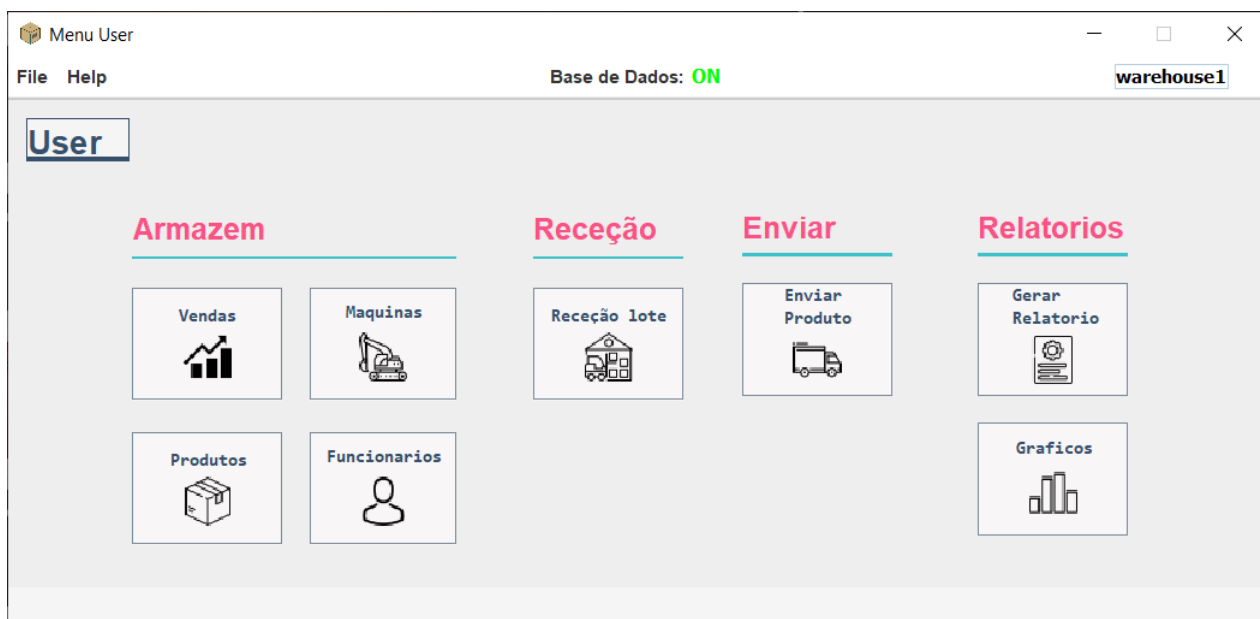 Menu User
File Help Base de Dados: ON warehouse1
User
Armazem Receção Enviar Relatorios
Vendas
Maquinas
Receção lote
Enviar
Produto
Gerar
Relatorio
Produtos
Funcionarios
Graficos